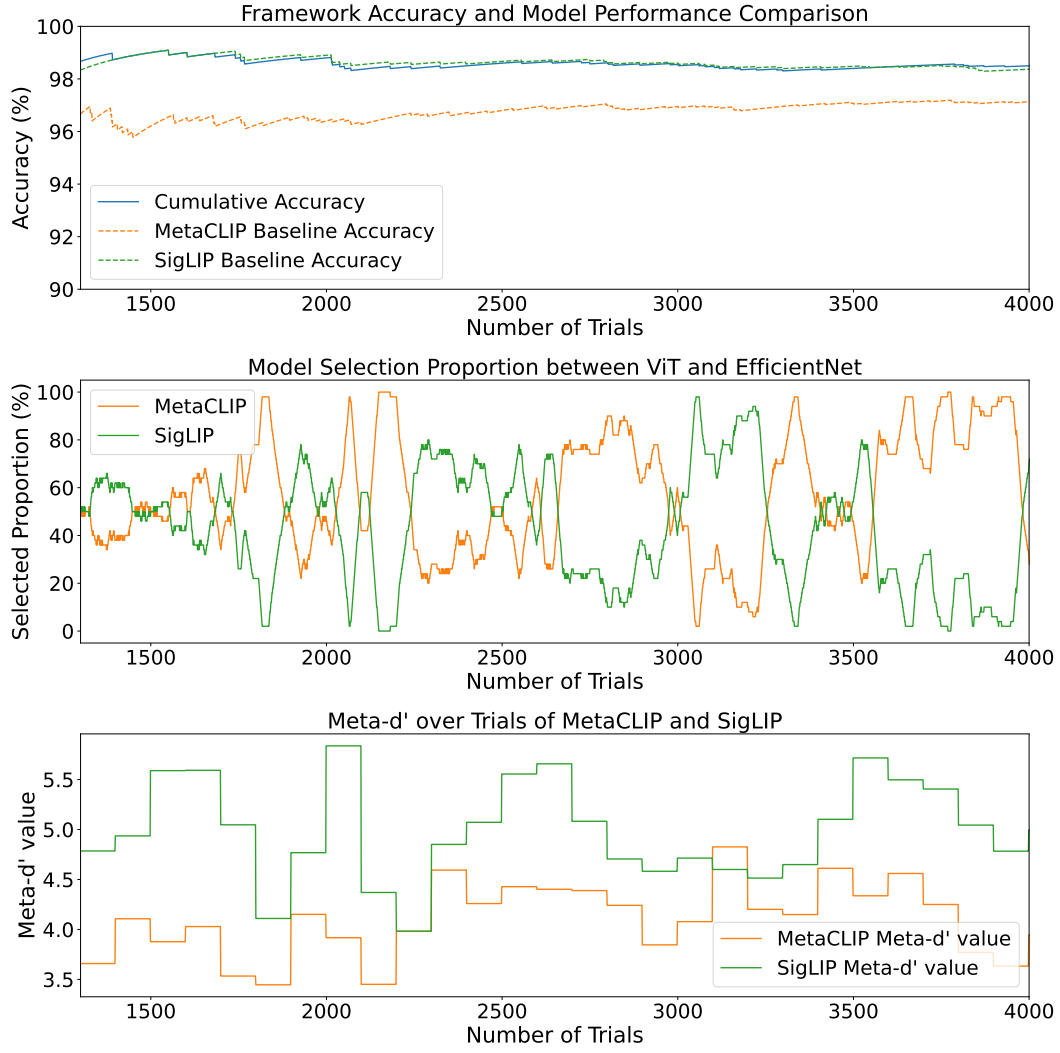 Framework Accuracy and Model Performance Comparison
Accuracy (%)
100
98
96
94
92
90
Cumulative Accuracy
MetaCLIP Baseline Accuracy
SigLIP Baseline Accuracy
1500 2000 2500 3000 3500 4000
Number of Trials
Model Selection Proportion between ViT and EfficientNet
Selected Proportion (%)
100
80
60
40
20
0
MetaCLIP
SigLIP
1500 2000 2500 3000 3500 4000
Number of Trials
Meta-d' over Trials of MetaCLIP and SigLIP
Meta-d' value
5.5
5.0
4.5
4.0
3.5
MetaCLIP Meta-d' value
SigLIP Meta-d' value
1500 2000 2500 3000 3500 4000
Number of Trials